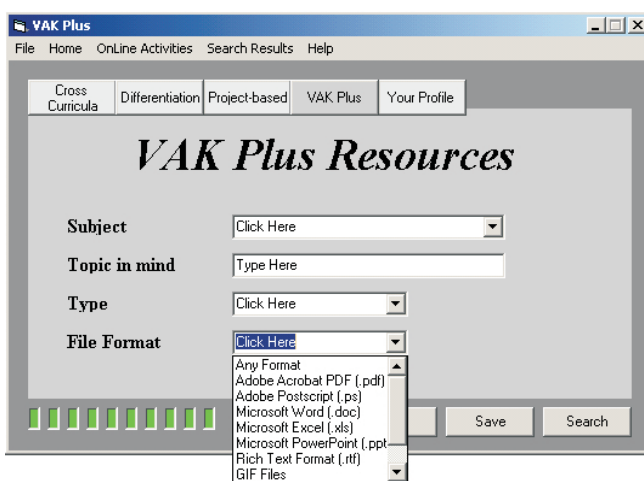 VAK Plus
File Home OnLine Activities Search Results Help
Cross Curricula Differentiation Project-based VAK Plus Your Profile
VAK Plus Resources
Subject Click Here
Topic in mind Type Here
Type Click Here
File Format Click Here
Any Format
Adobe Acrobat PDF (.pdf)
Adobe Postscript (.ps)
Microsoft Word (.doc)
Microsoft Excel (.xls)
Microsoft PowerPoint (.ppt
Rich Text Format (.rtf)
GIF Files
Save Search